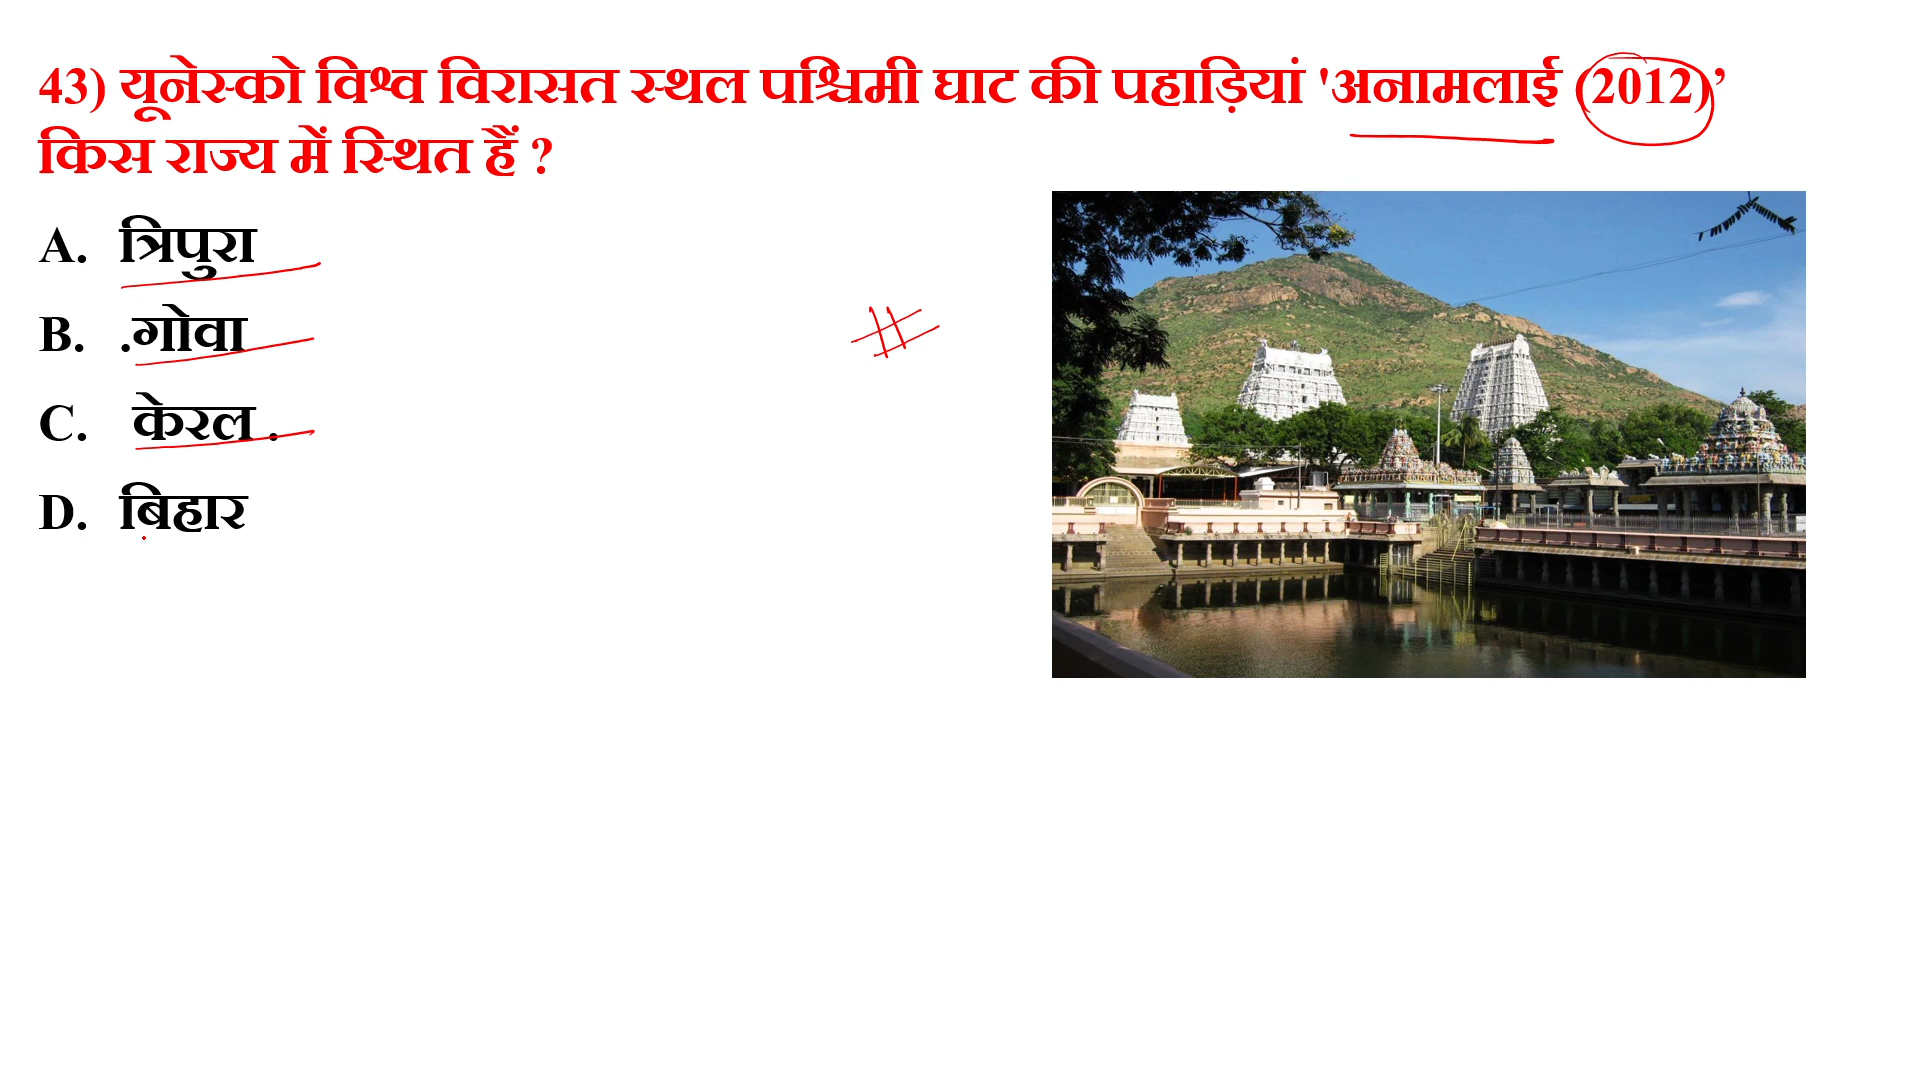 43) यूनेस्को विश्व विरासत स्थल पश्चिमी घाट की पहाड़ियां 'अनामलाई (2012)’
किस राज्य में स्थित हैं ?
A. त्रिपुरा
B. .गोवा
C. केरल .
D. बिहार